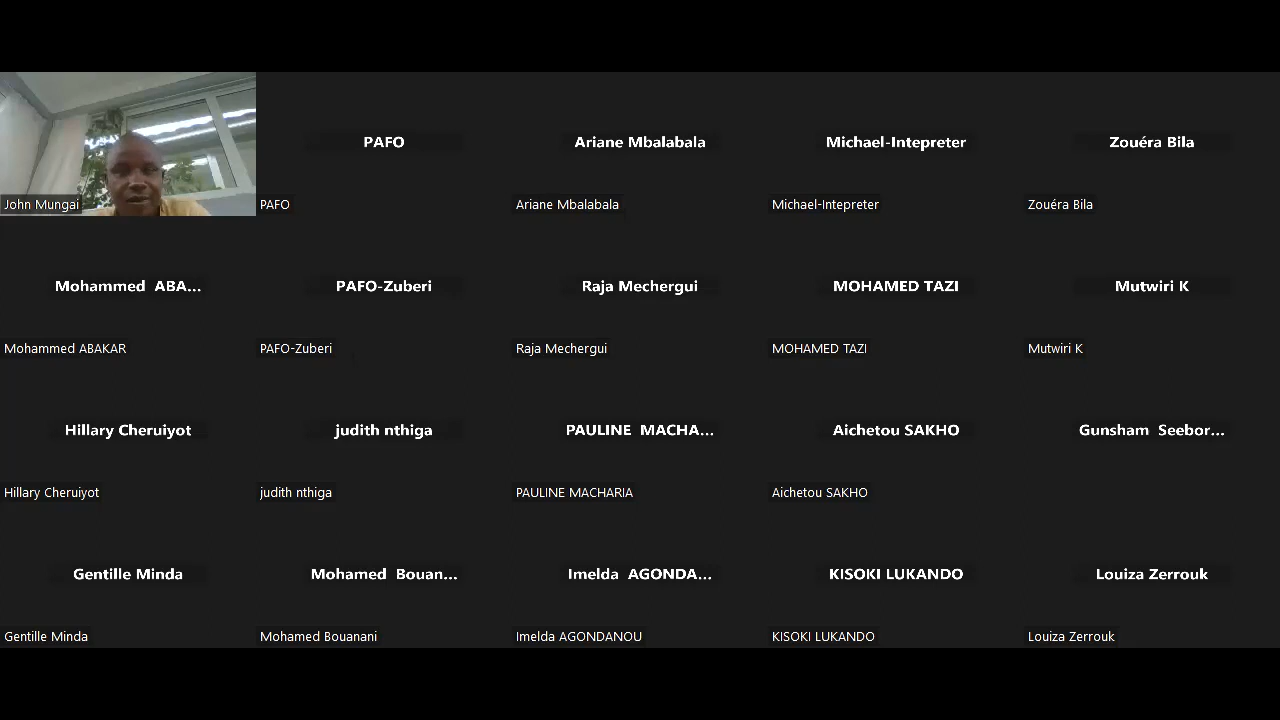 PAFO
Ariane Mbalabala
Michael-Intepreter
Zouéra Bila
John Mungai
PAFO
Ariane Mbalabala
Michael-Intepreter
Zouéra Bila
Mohammed ABA...
PAFO-Zuberi
Raja Mechergui
MOHAMED TAZI
Mutwiri K
Mohammed ABAKAR
PAFO-Zuberi
Raja Mechergui
MOHAMED TAZI
Mutwiri K
Hillary Cheruiyot
judith nthiga
PAULINE MACHA...
Aichetou SAKHO
Gunsham Seebor...
Hillary Cheruiyot
judith nthiga
PAULINE MACHARIA
Aichetou SAKHO
Gentille Minda
Mohamed Bouan...
Imelda AGONDA...
KISOKI LUKANDO
Louiza Zerrouk
Gentille Minda
Mohamed Bouanani
Imelda AGONDANOU
KISOKI LUKANDO
Louiza Zerrouk